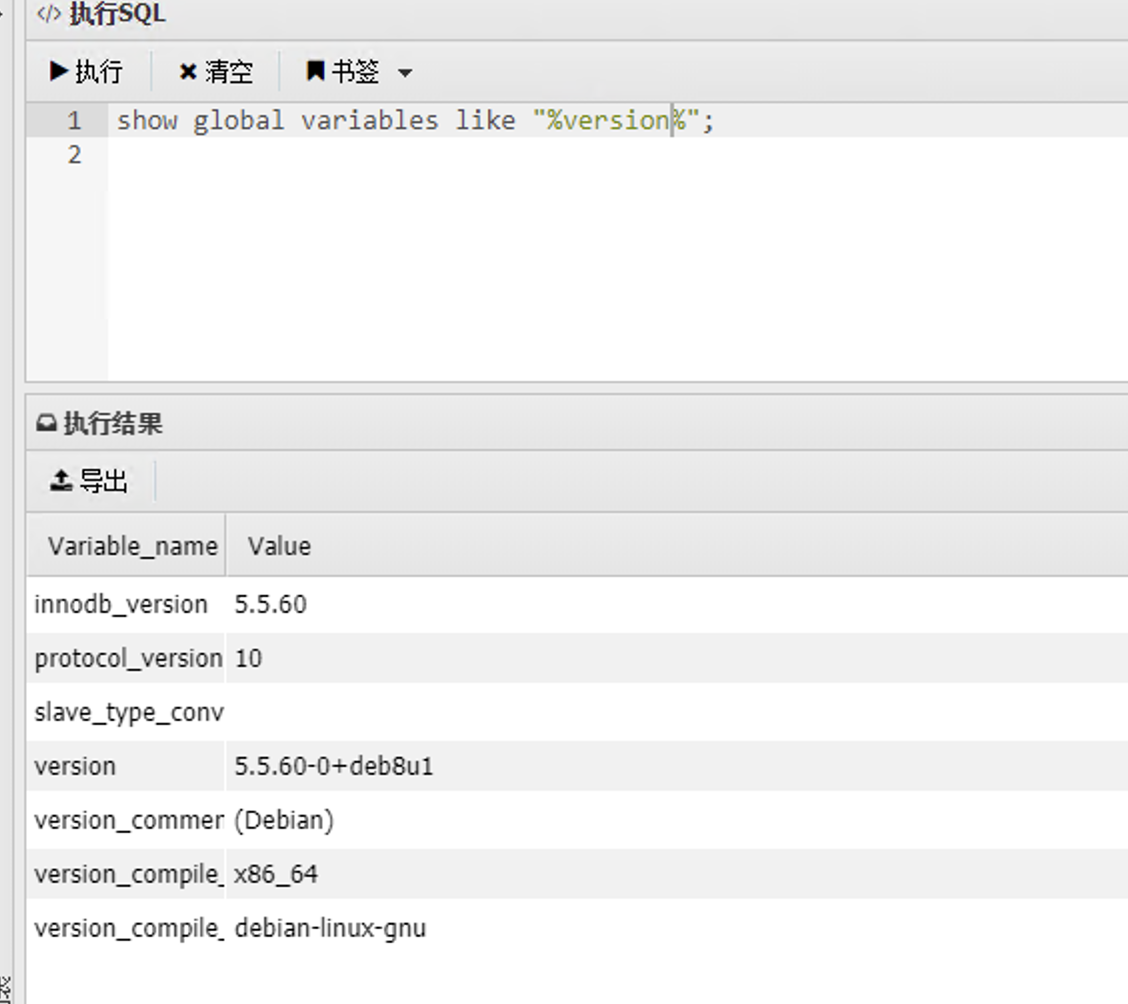 </> 执行SQL
执行 清空 书签
1 show global variables like "%version%";
2
执行结果
导出
Variable_name Value
innodb_version 5.5.60
protocol_version 10
slave_type_conv
version 5.5.60-0+deb8u1
version_commer (Debian)
version_compile_ x86_64
version_compile_ debian-linux-gnu